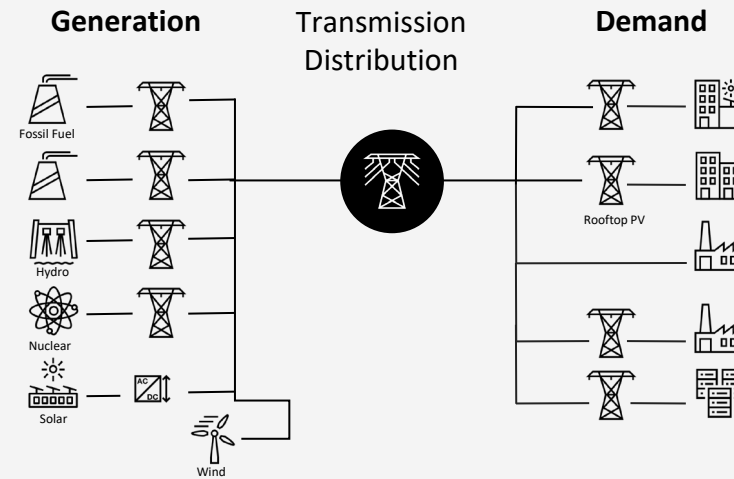 Generation
Transmission
Distribution
Demand
Fossil Fuel
Rooftop PV
Hydro
Nuclear
AC
DC
Solar
Wind